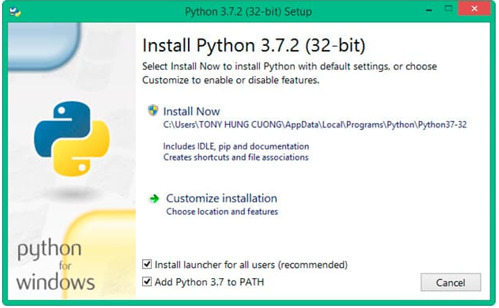 Python 3.7.2 (32-bit) Setup
Install Python 3.7.2 (32-bit)
Select Install Now to install Python with default settings, or choose
Customize to enable or disable features.
Install Now
C:\Users\TONY HUNG CUONG\AppData\Local\Programs\Python\Python37-32
Includes IDLE, pip and documentation
Creates shortcuts and file associations
Customize installation
Choose location and features
python
for
windows
Install launcher for all users (recommended)
Add Python 3.7 to PATH
Cancel